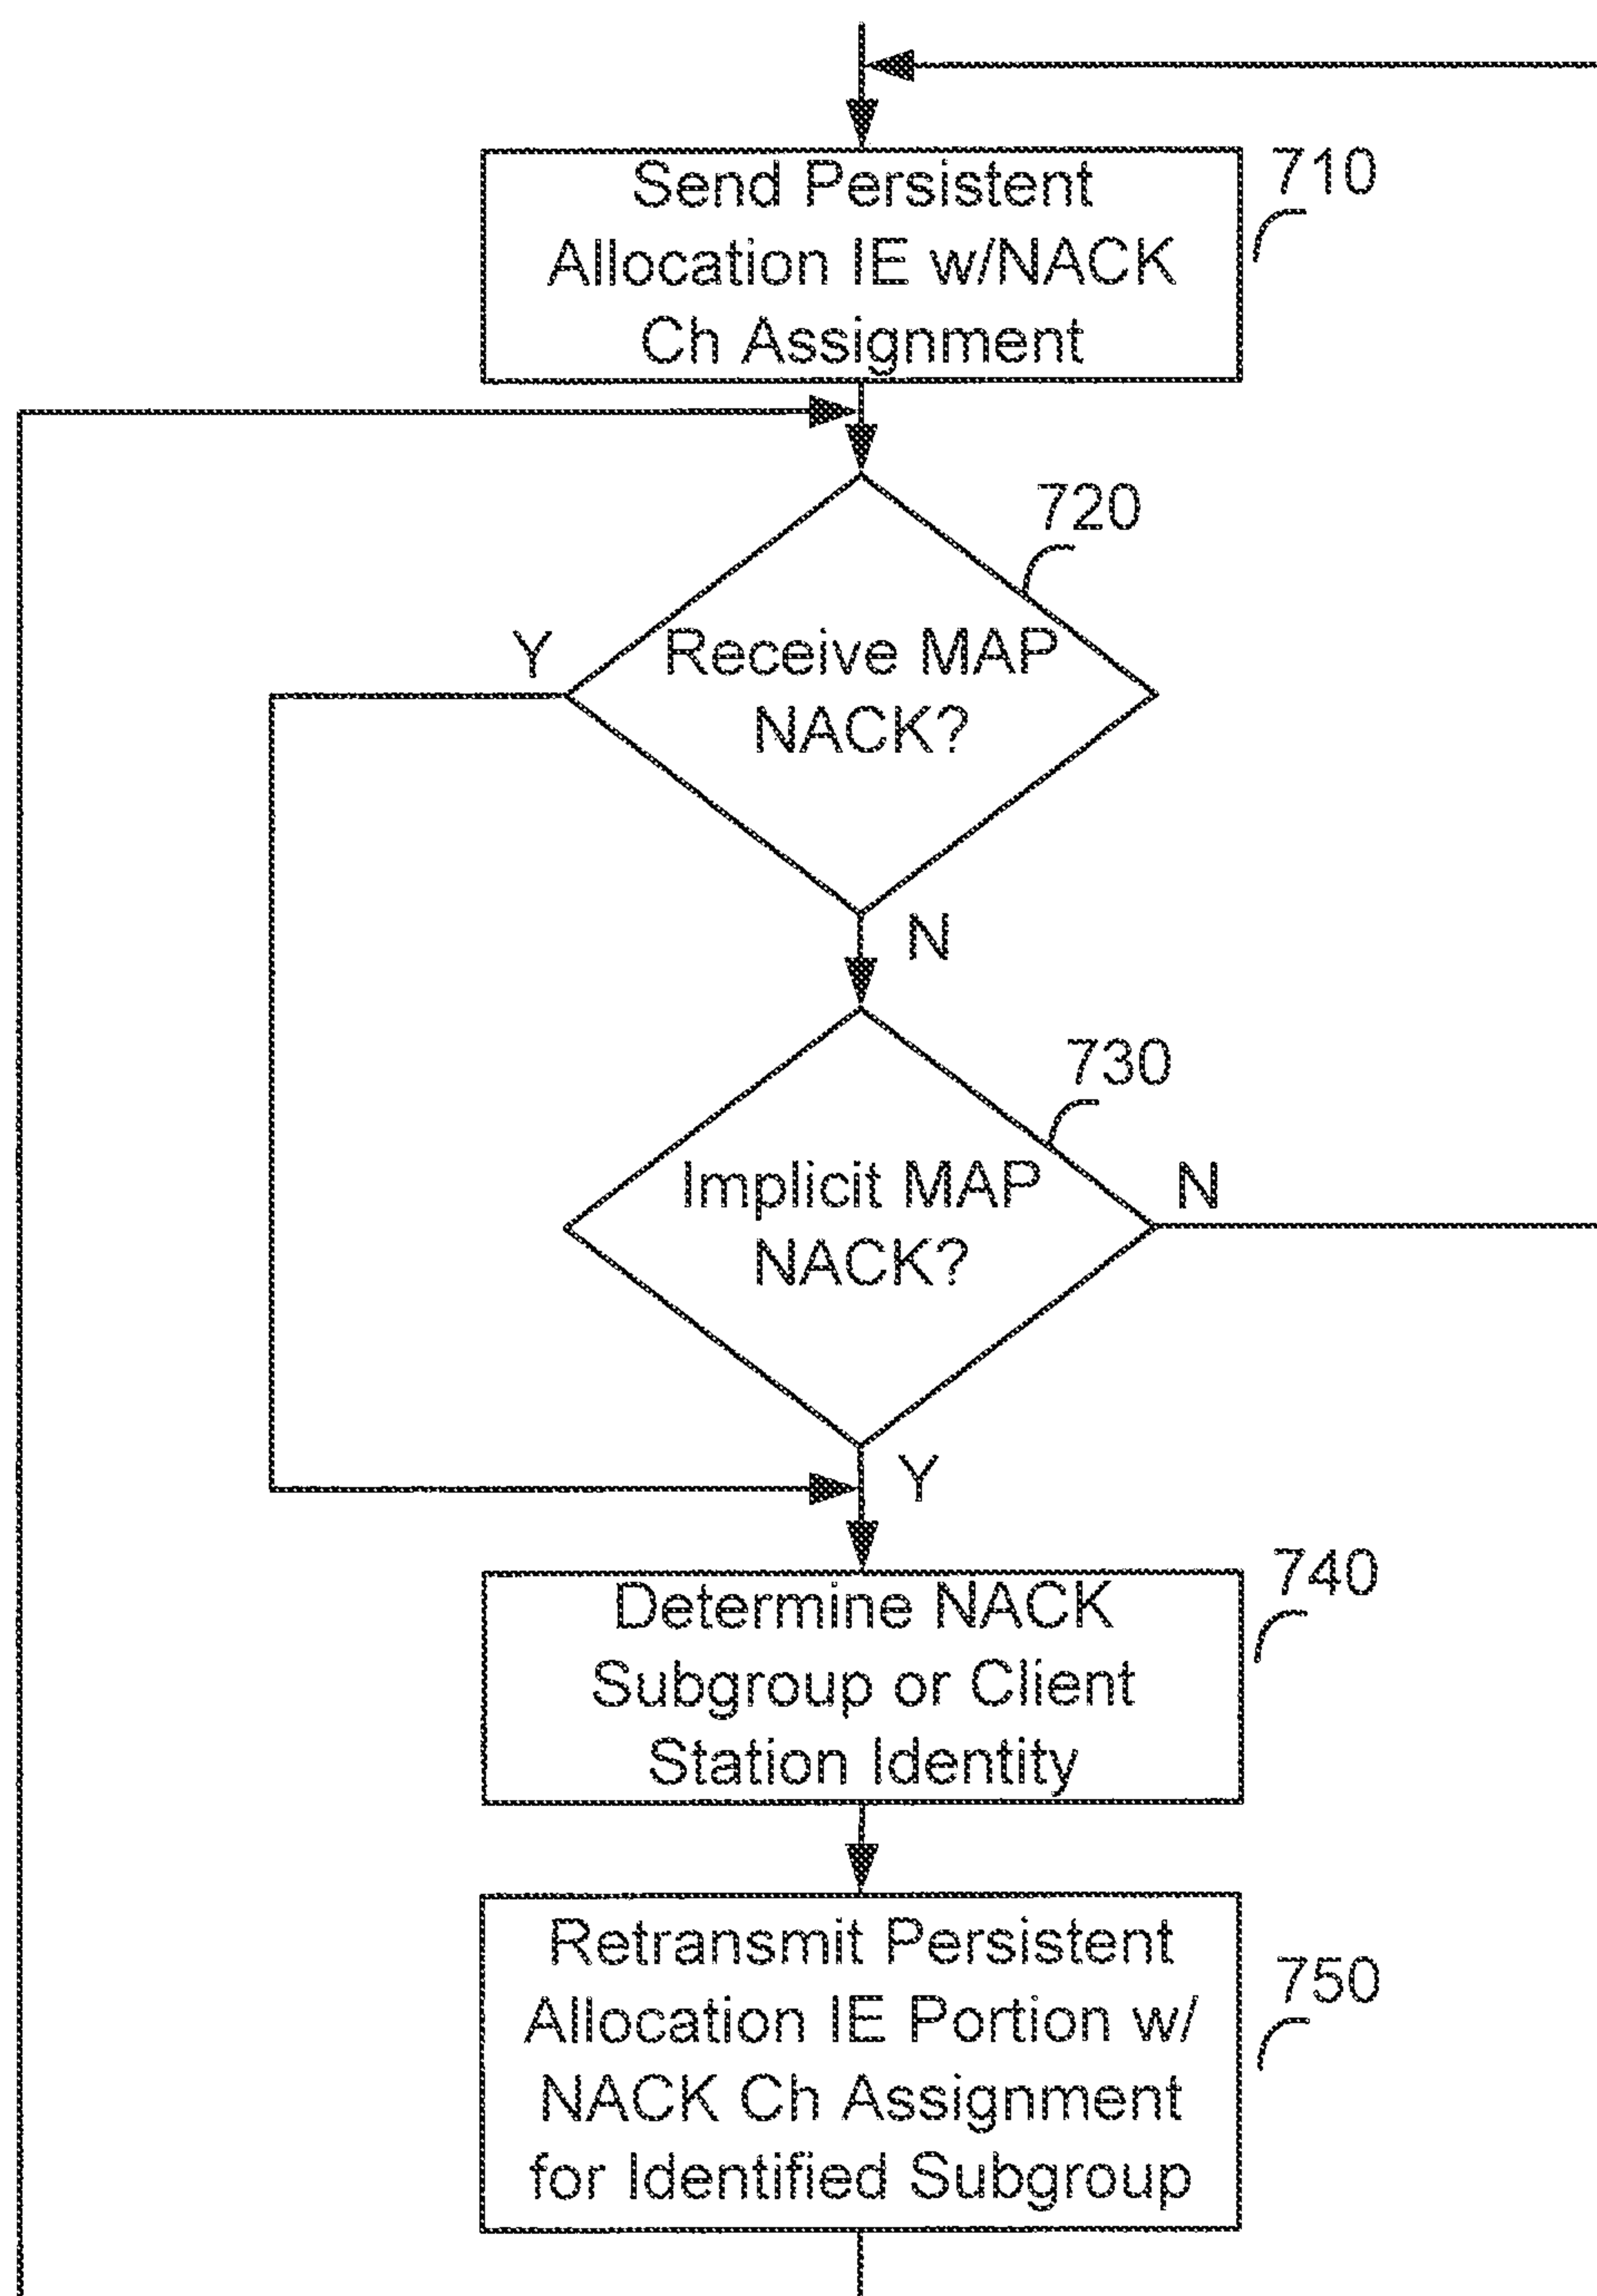 Send Persistent
Allocation IE w/NACK
Ch Assignment
710
720
Y
Receive MAP
NACK?
N
730
Implicit MAP
NACK?
N
Y
740
Determine NACK
Subgroup or Client
Station Identity
Retransmit Persistent
Allocation IE Portion w/
NACK Ch Assignment
for Identified Subgroup
750